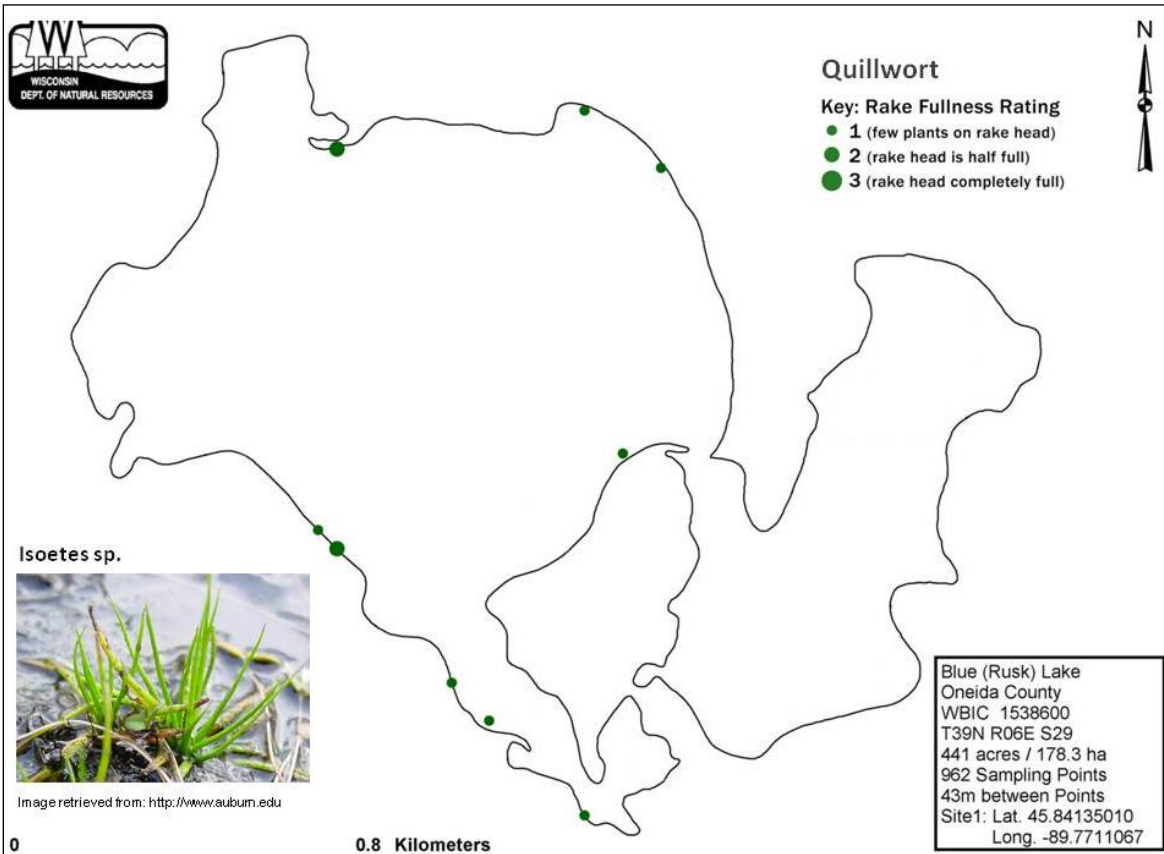 W
WISCONSIN
DEPT. OF NATURAL RESOURCES
N
Quillwort
Key: Rake Fullness Rating
1 (few plants on rake head)
2 (rake head is half full)
3 (rake head completely full)
Isoetes sp.
Image retrieved from: http://www.auburn.edu
0 0.8 Kilometers
Blue (Rusk) Lake
Oneida County
WBIC 1538600
T39N R06E S29
441 acres / 178.3 ha
962 Sampling Points
43m between Points
Site1: Lat. 45.84135010
Long. -89.7711067